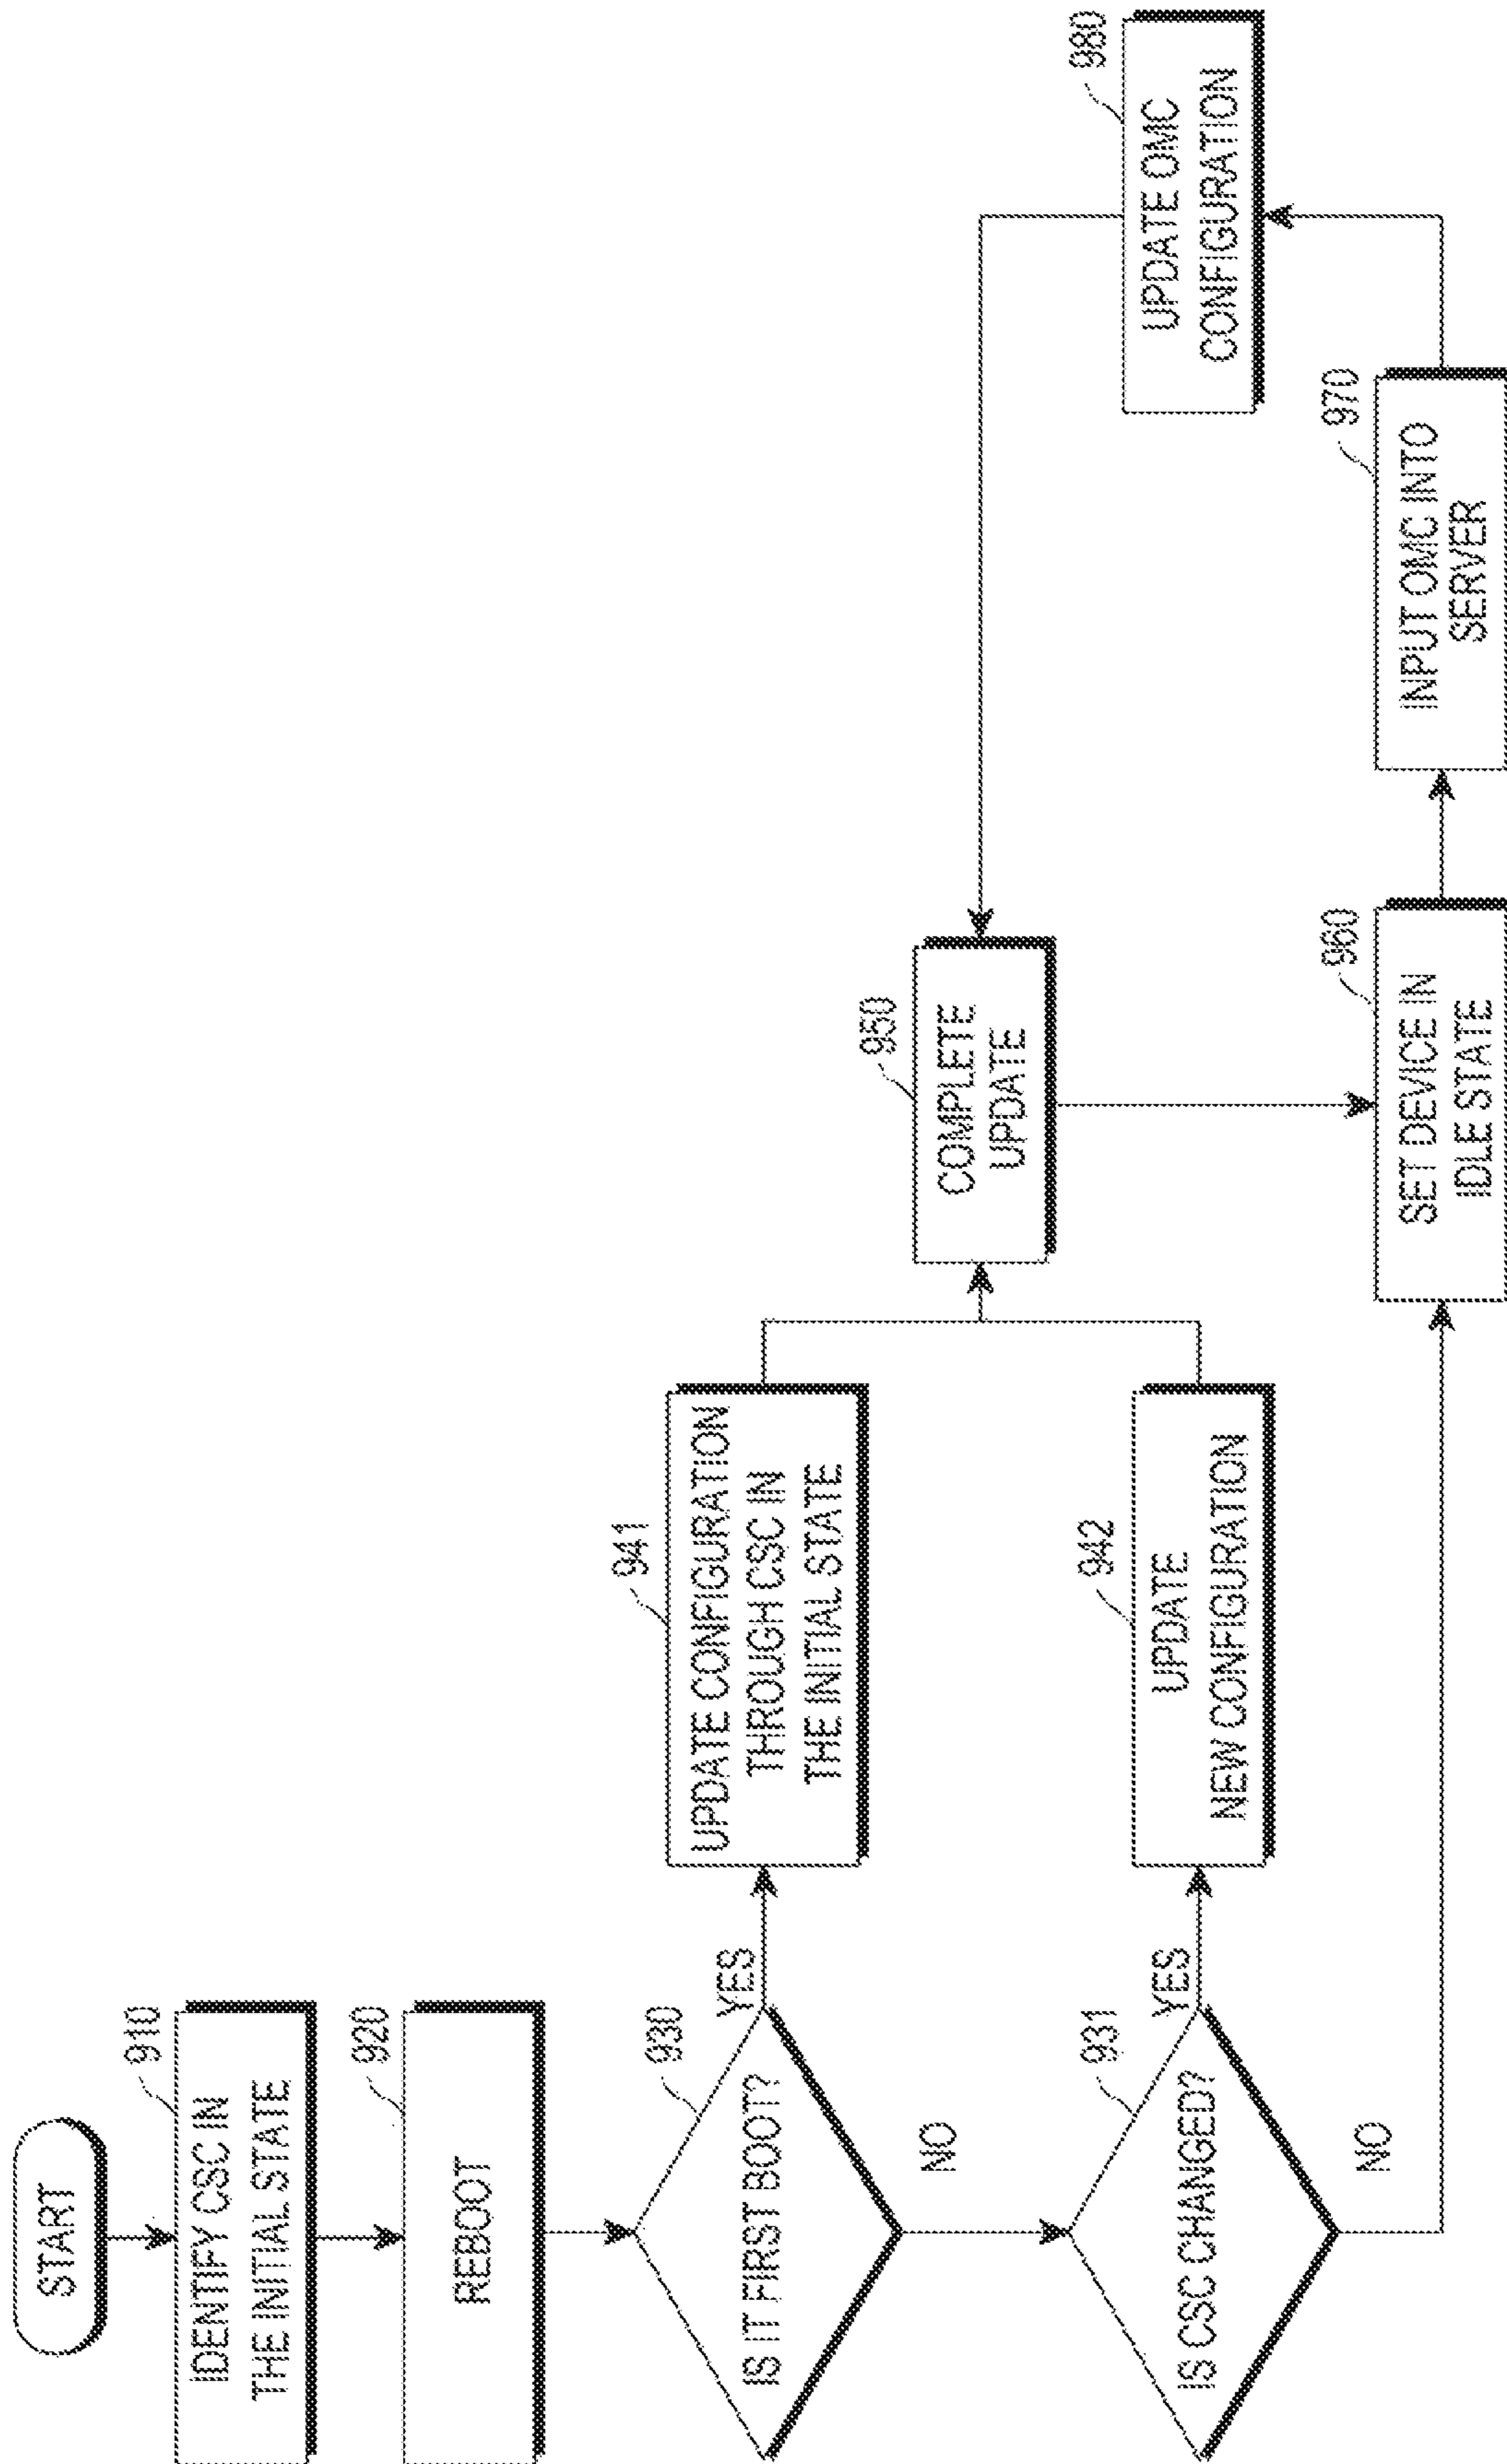 START
910
IDENTIFY CSC IN
THE INITIAL STATE
920
REBOOT
930
IS IT FIRST BOOT?
YES
NO
941
UPDATE CONFIGURATION
THROUGH CSC IN
THE INITIAL STATE
931
IS CSC CHANGED?
YES
NO
942
UPDATE
NEW CONFIGURATION
950
COMPLETE
UPDATE
960
SET DEVICE IN
IDLE STATE
970
INPUT OMC INTO
SERVER
980
UPDATE OMC
CONFIGURATION